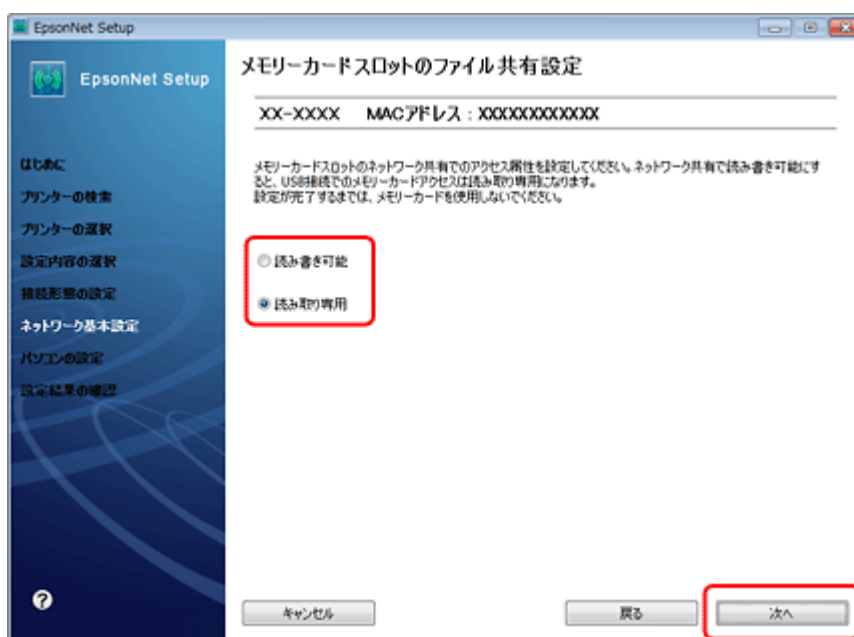 EpsonNet Setup
EpsonNet Setup
はじめに
プリンターの検索
プリンターの選択
設定内容の選択
接続形態の設定
ネットワーク基本設定
パソコンの設定
設定結果の確認
メモリーカードスロットのファイル共有設定
XX-XXXX MACアドレス : XXXXXXXXXXXX
メモリーカードスロットのネットワーク共有でのアクセス属性を設定してください。ネットワーク共有で読み書き可能にす
ると、USB接続でのメモリーカードアクセスは読み取り専用になります。
設定が完了するまでは、メモリーカードを使用しないでください。
読み書き可能
読み取り専用
?
キャンセル
戻る
次へ